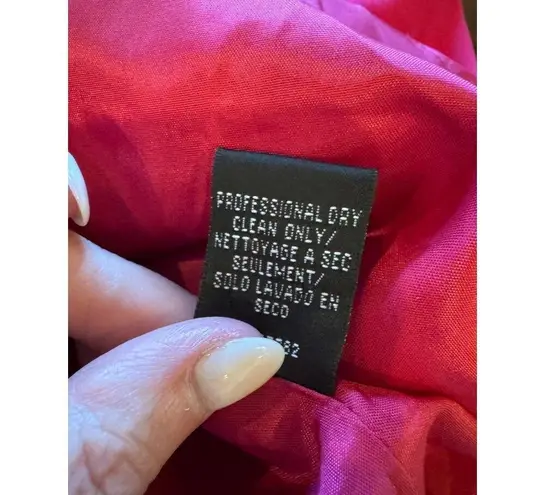 PROFESSIONAL DRY
CLEAN ONLY/
NETTOYAGE A SEC
SEULEMENT/
SOLO LAVADO EN
SECO